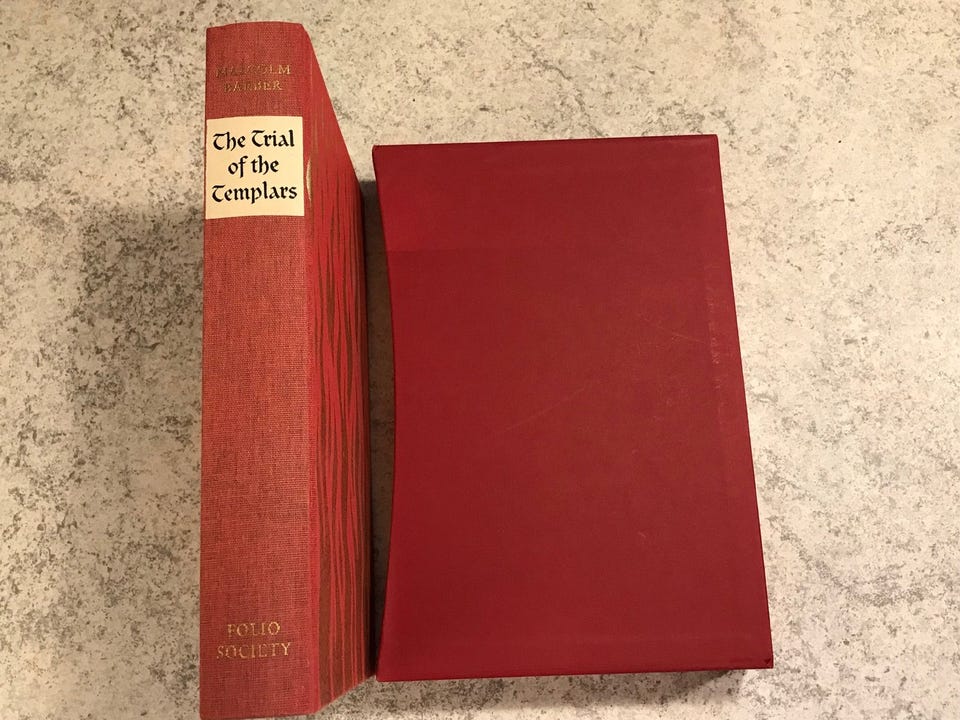 MALCOLM
BARBER
The Trial
of the
Templars
FOLIO
SOCIETY